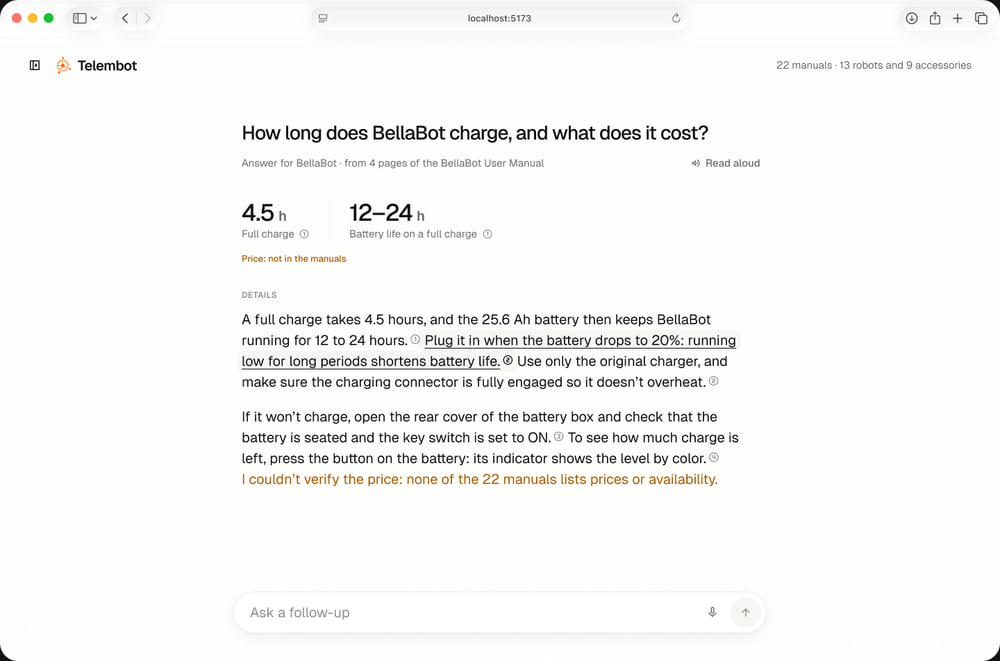 localhost:5173
Telembot
22 manuals · 13 robots and 9 accessories
How long does BellaBot charge, and what does it cost?
Answer for BellaBot · from 4 pages of the BellaBot User Manual
Read aloud
4.5 h
Full charge ①
12–24 h
Battery life on a full charge ①
Price: not in the manuals
DETAILS
A full charge takes 4.5 hours, and the 25.6 Ah battery then keeps BellaBot
running for 12 to 24 hours. ① Plug it in when the battery drops to 20%: running
low for long periods shortens battery life. ② Use only the original charger, and
make sure the charging connector is fully engaged so it doesn’t overheat. ②
If it won’t charge, open the rear cover of the battery box and check that the
battery is seated and the key switch is set to ON. ③ To see how much charge is
left, press the button on the battery: its indicator shows the level by color. ④
I couldn’t verify the price: none of the 22 manuals lists prices or availability.
Ask a follow-up